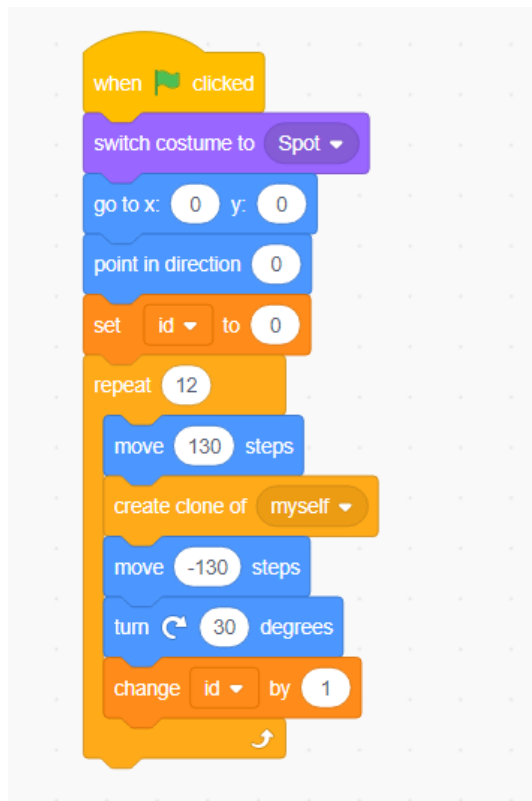 when clicked
switch costume to Spot
go to x: 0 y: 0
point in direction 0
set id to 0
repeat 12
move 130 steps
create clone of myself
move -130 steps
turn 30 degrees
change id by 1